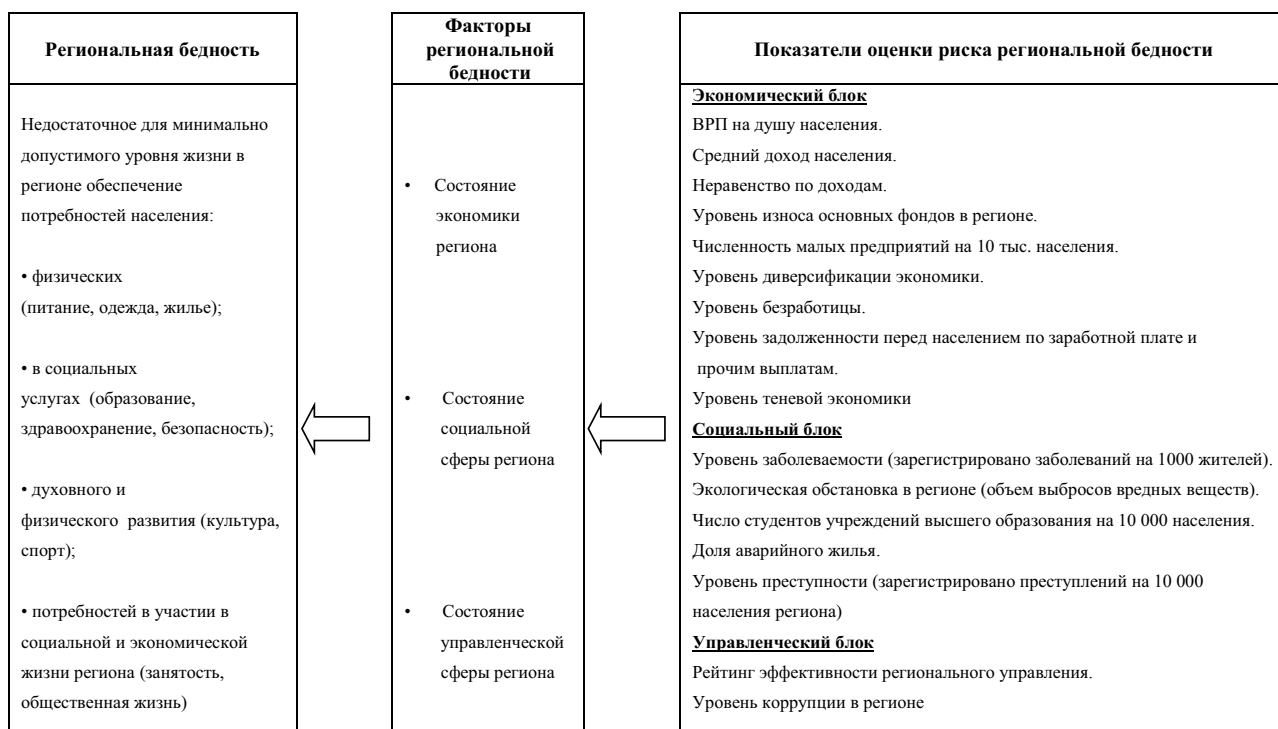 Региональная бедность
Недостаточное для минимально
допустимого уровня жизни в
регионе обеспечение
потребностей населения:
• физических
(питание, одежда, жилье);
• в социальных
услугах (образование,
здравоохранение, безопасность);
• духовного и
физического развития (культура,
спорт);
• потребностей в участии в
социальной и экономической
жизни региона (занятость,
общественная жизнь)
Факторы
региональной
бедности
• Состояние
экономики
региона
• Состояние
социальной
сферы региона
• Состояние
управленческой
сферы региона
Показатели оценки риска региональной бедности
Экономический блок
ВРП на душу населения.
Средний доход населения.
Неравенство по доходам.
Уровень износа основных фондов в регионе.
Численность малых предприятий на 10 тыс. населения.
Уровень диверсификации экономики.
Уровень безработицы.
Уровень задолженности перед населением по заработной плате и
прочим выплатам.
Уровень теневой экономики
Социальный блок
Уровень заболеваемости (зарегистрировано заболеваний на 1000 жителей).
Экологическая обстановка в регионе (объем выбросов вредных веществ).
Число студентов учреждений высшего образования на 10 000 населения.
Доля аварийного жилья.
Уровень преступности (зарегистрировано преступлений на 10 000
населения региона)
Управленческий блок
Рейтинг эффективности регионального управления.
Уровень коррупции в регионе